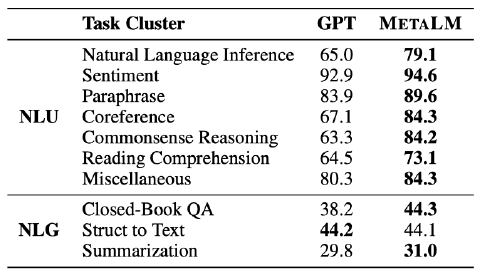 Task Cluster GPT METALM
Natural Language Inference 65.0 79.1
Sentiment 92.9 94.6
Paraphrase 83.9 89.6
NLU Coreference 67.1 84.3
Commonsense Reasoning 63.3 84.2
Reading Comprehension 64.5 73.1
Miscellaneous 80.3 84.3
Closed-Book QA 38.2 44.3
NLG Struct to Text 44.2 44.1
Summarization 29.8 31.0